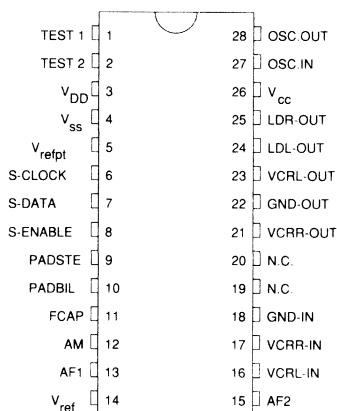 TEST 1 1 28 OSC.OUT
TEST 2 2 27 OSC.IN
VDD 3 26 Vcc
Vss 4 25 LDR-OUT
Vrefpt 5 24 LDL-OUT
S-CLOCK 6 23 VCRL-OUT
S-DATA 7 22 GND-OUT
S-ENABLE 8 21 VCRR-OUT
PADSTE 9 20 N.C.
PADBIL 10 19 N.C.
FCAP 11 18 GND-IN
AM 12 17 VCRR-IN
AF1 13 16 VCRL-IN
Vref 14 15 AF2